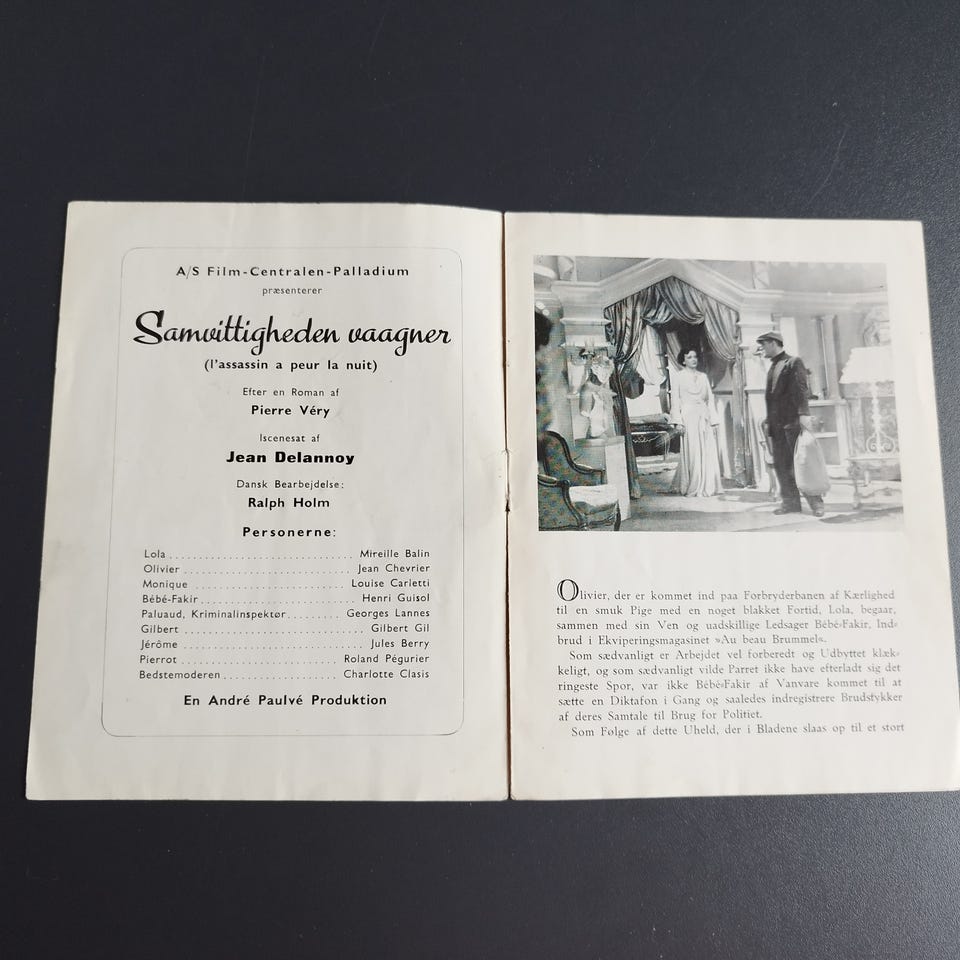 A/S Film-Centralen-Palladium
præsenterer
Samvittigheden vaagner
(l'assassin a peur la nuit)
Efter en Roman af
Pierre Véry
Iscenesat af
Jean Delannoy
Dansk Bearbejdelse:
Ralph Holm
Personerne:
Lola ........................ Mireille Balin
Olivier ........................ Jean Chevrier
Monique ........................ Louise Carletti
Bébé-Fakir ........................ Henri Guisol
Paluaud, Kriminalinspektør ........ Georges Lannes
Gilbert ........................ Gilbert Gil
Jérôme ........................ Jules Berry
Pierrot ........................ Roland Pégurier
Bedstemoderen ........................ Charlotte Clasis
En André Paulvé Produktion
Olivier, der er kommet ind paa Forbryderbanen af Kærlighed
til en smuk Pige med en noget blakket Fortid, Lola, begaar,
sammen med sin Ven og uadskillige Ledsager Bébé-Fakir, Ind-
brud i Ekviperingsmagasinet »Au beau Brummel«.
Som sædvanligt er Arbejdet vel forberedt og Udbyttet klæk-
keligt, og som sædvanligt vilde Parret ikke have efterladt sig det
ringeste Spor, var ikke Bébé-Fakir af Vanvare kommet til at
sætte en Diktafon i Gang og saaledes indregistrere Brudstykker
af deres Samtale til Brug for Politiet.
Som Følge af dette Uheld, der i Bladene slaas op til et stort